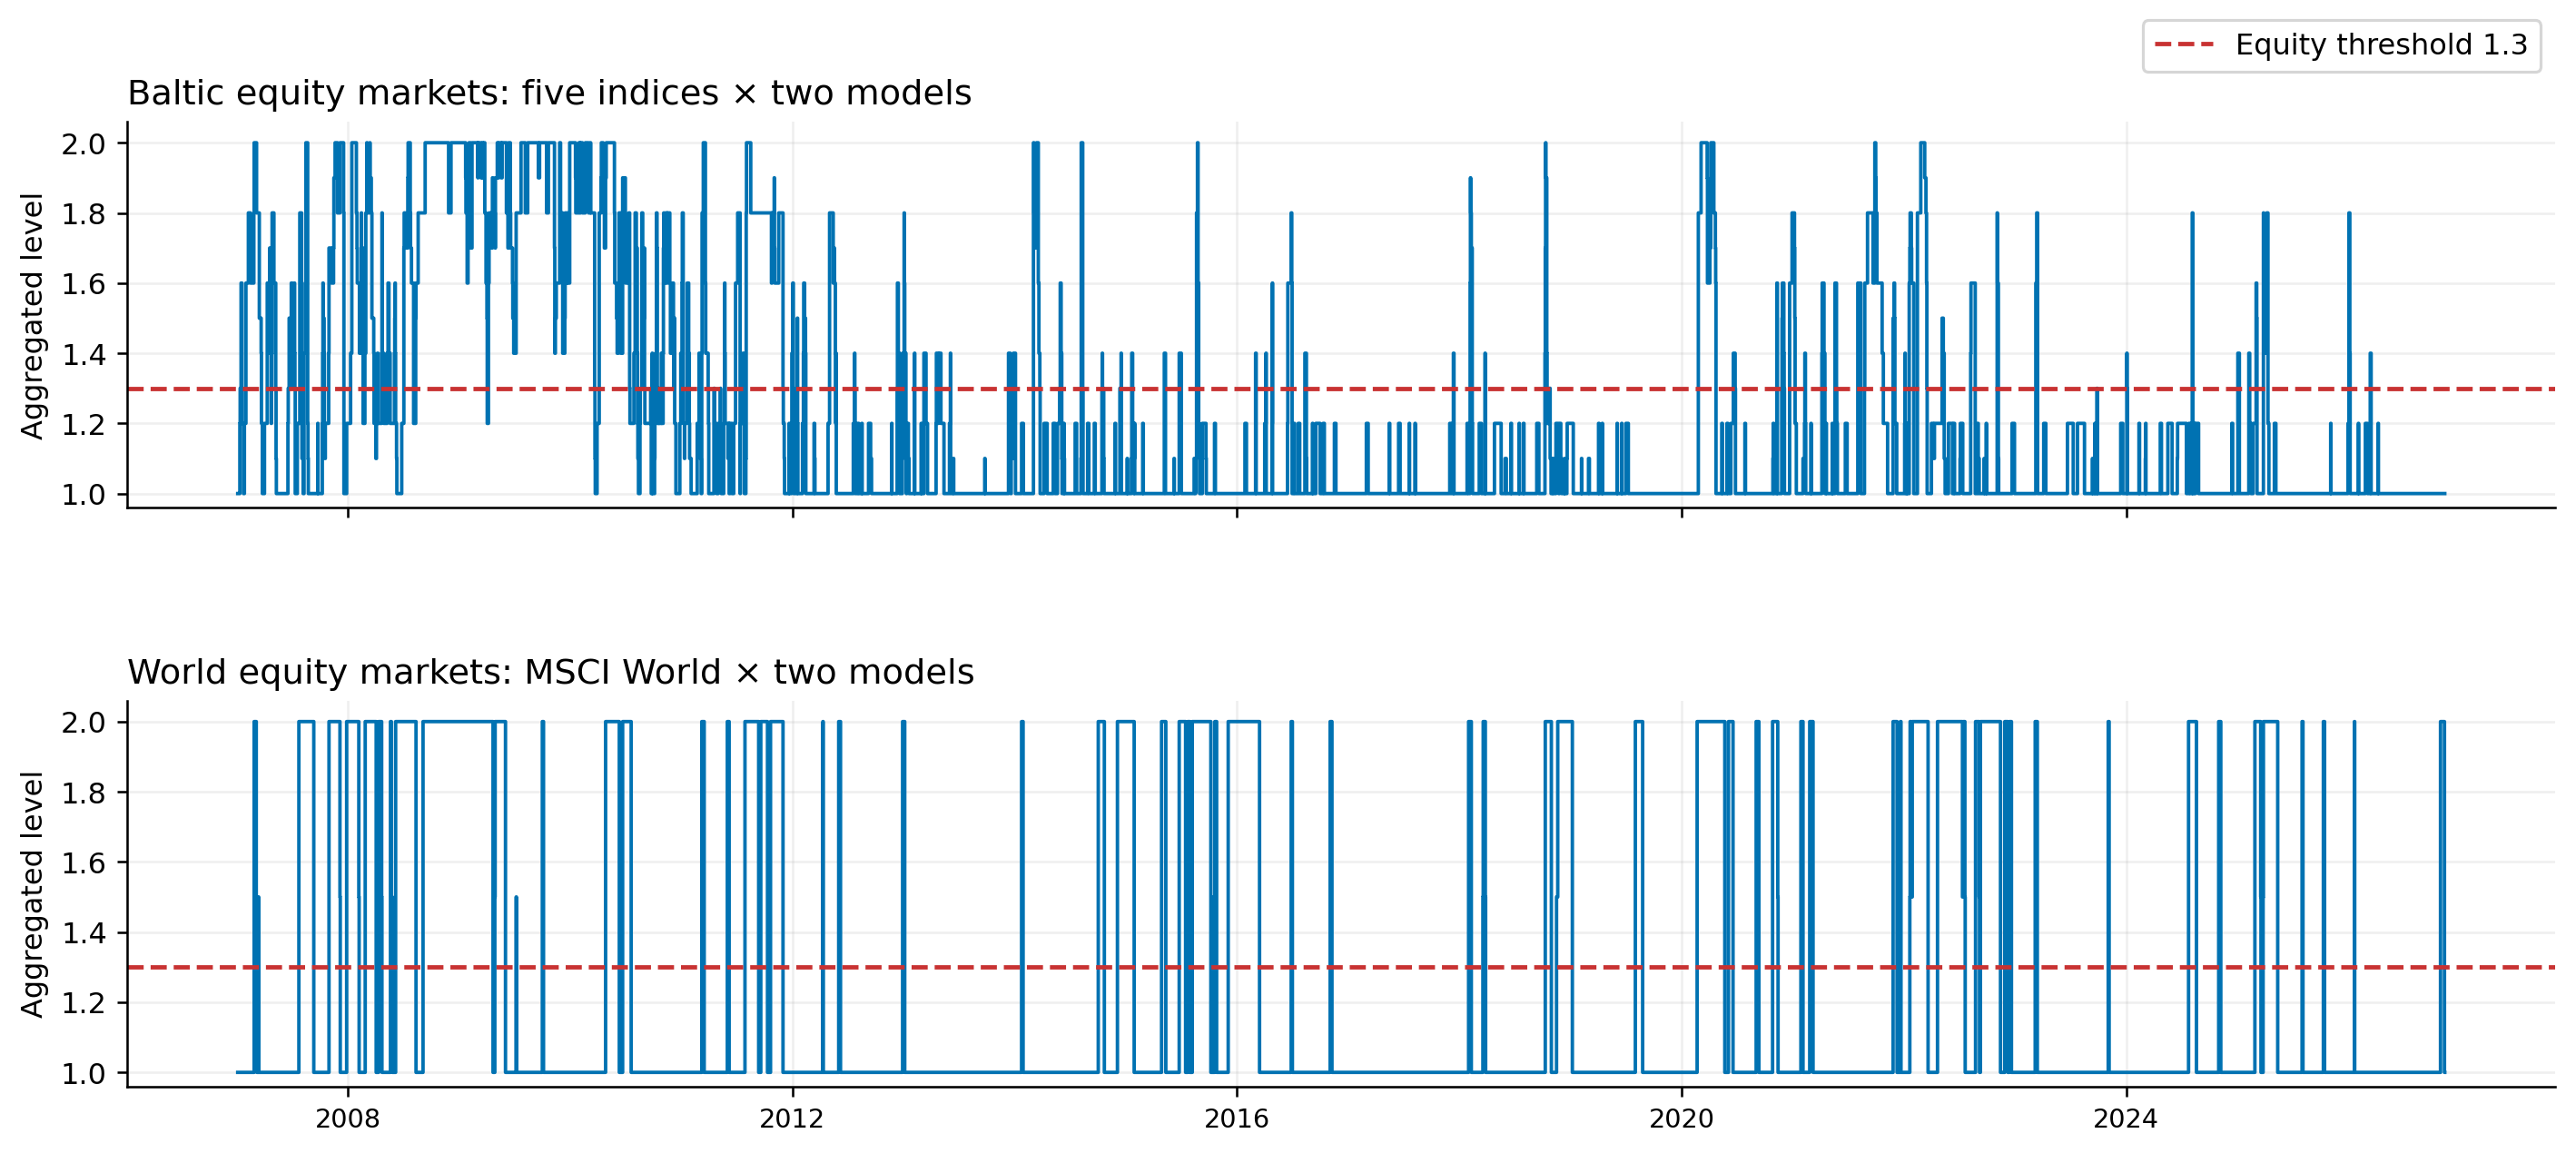 Equity threshold 1.3
Baltic equity markets: five indices × two models
Aggregated level
2.0
1.8
1.6
1.4
1.2
1.0
World equity markets: MSCI World × two models
Aggregated level
2.0
1.8
1.6
1.4
1.2
1.0
2008 2012 2016 2020 2024